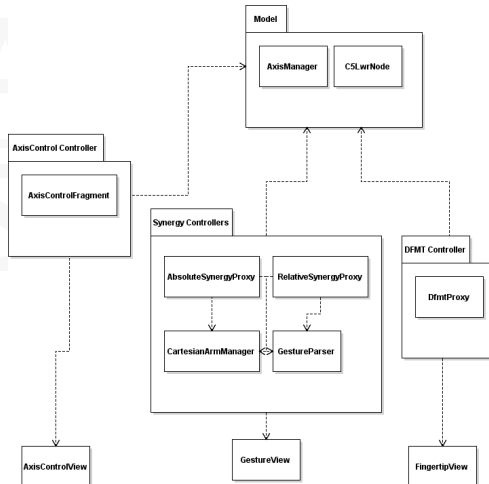 Model
AxisManager
C5LwrNode
AxisControl Controller
AxisControlFragment
Synergy Controllers
AbsoluteSynergyProxy
RelativeSynergyProxy
CartesianArmManager
GestureParser
DFMT Controller
DfmtProxy
AxisControlView
GestureView
FingertipView